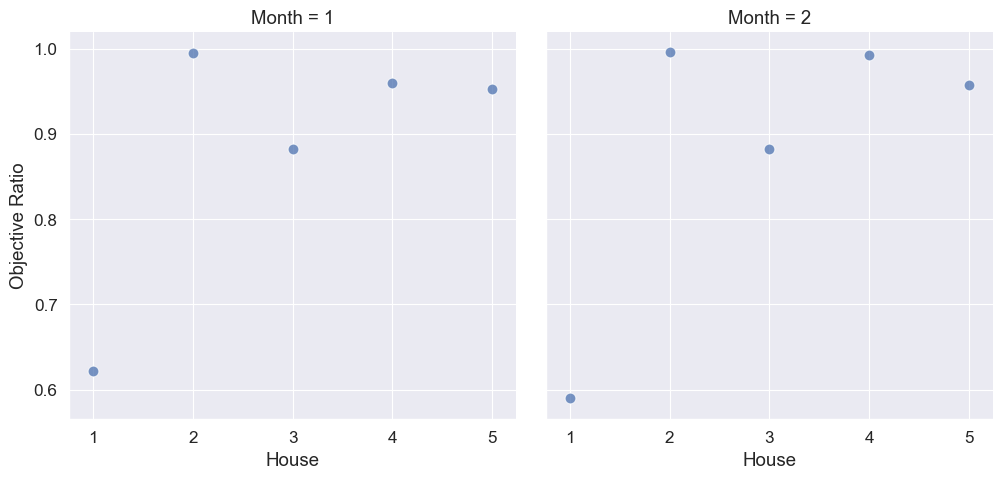 Month = 1
Month = 2
Objective Ratio
1.0
0.9
0.8
0.7
0.6
1 2 3 4 5
1 2 3 4 5
House
House